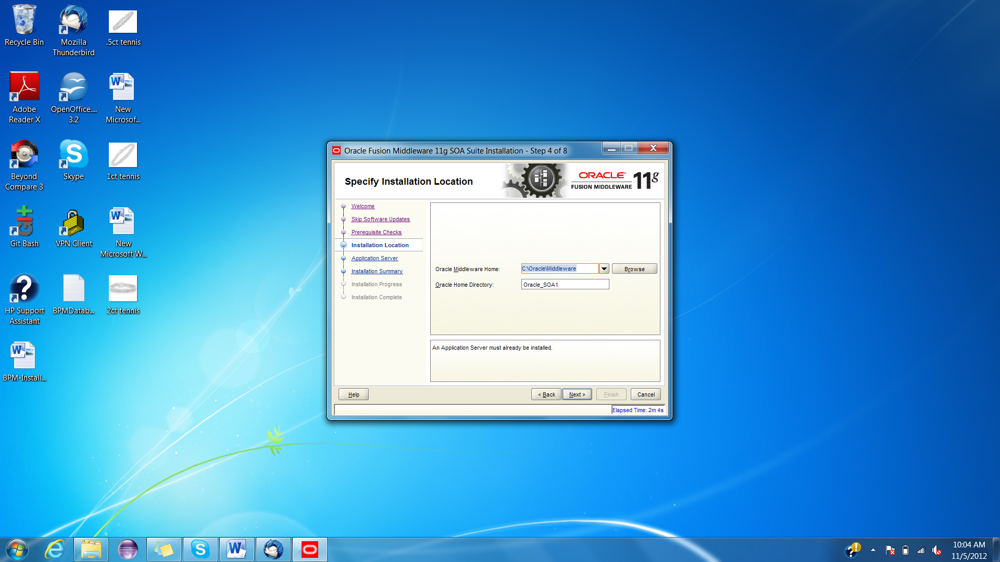 Recycle Bin
Mozilla
Thunderbird
.5ct tennis
Adobe
Reader X
OpenOffice....
3.2
New
Microsof...
Beyond
Compare 3
Skype
1ct tennis
GIt
Git Bash
VPN Client
New
Microsoft W...
HP Support
Assistant
BPMDatab...
2ct tennis
BPM-Install...
Oracle Fusion Middleware 11g SOA Suite Installation - Step 4 of 8
Specify Installation Location
ORACLE
FUSION MIDDLEWARE 11g
Welcome
Skip Software Updates
Prerequisite Checks
Installation Location
Application Server
Installation Summary
Installation Progress
Installation Complete
Oracle Middleware Home: C:\Oracle\Middleware Browse
Oracle Home Directory: Oracle_SOA1
An Application Server must already be installed.
Help < Back Next > Finish Cancel
Elapsed Time: 2m 4s
10:04 AM
11/5/2012